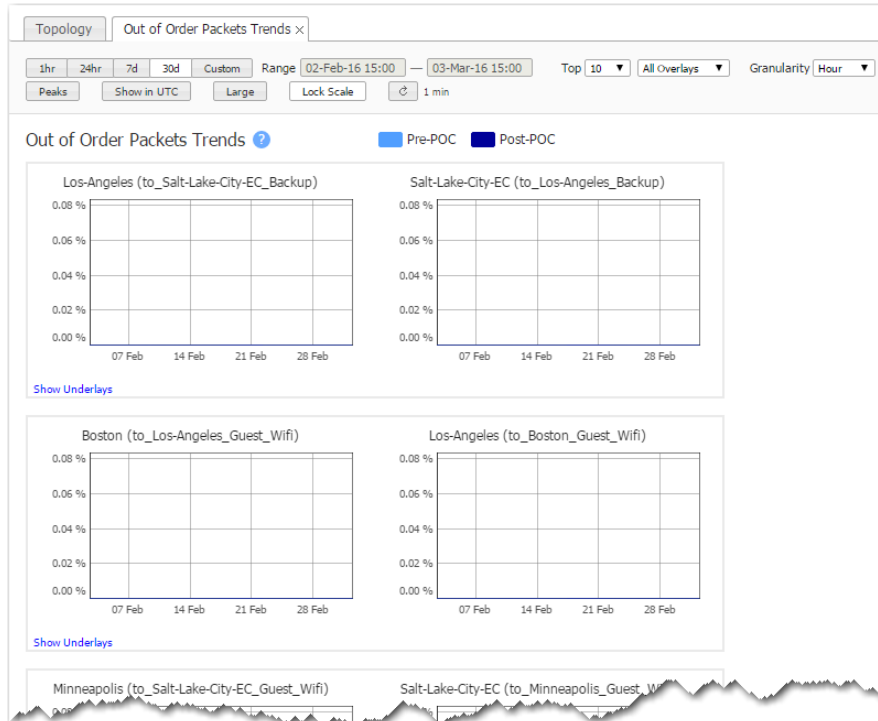 Topology Out of Order Packets Trends ×
1hr 24hr 7d 30d Custom Range 02-Feb-16 15:00 — 03-Mar-16 15:00 Top 10 ▼ All Overlays ▼ Granularity Hour ▼
Peaks Show in UTC Large Lock Scale 1 min
Out of Order Packets Trends ? Pre-POC Post-POC
Los-Angeles (to_Salt-Lake-City-EC_Backup) Salt-Lake-City-EC (to_Los-Angeles_Backup)
0.08 % 0.08 %
0.06 % 0.06 %
0.04 % 0.04 %
0.02 % 0.02 %
0.00 % 0.00 %
07 Feb 14 Feb 21 Feb 28 Feb 07 Feb 14 Feb 21 Feb 28 Feb
Show Underlays
Boston (to_Los-Angeles_Guest_Wifi) Los-Angeles (to_Boston_Guest_Wifi)
0.08 % 0.08 %
0.06 % 0.06 %
0.04 % 0.04 %
0.02 % 0.02 %
0.00 % 0.00 %
07 Feb 14 Feb 21 Feb 28 Feb 07 Feb 14 Feb 21 Feb 28 Feb
Show Underlays
Minneapolis (to_Salt-Lake-City-EC_Guest_Wifi) Salt-Lake-City-EC (to_Minneapolis_Guest_